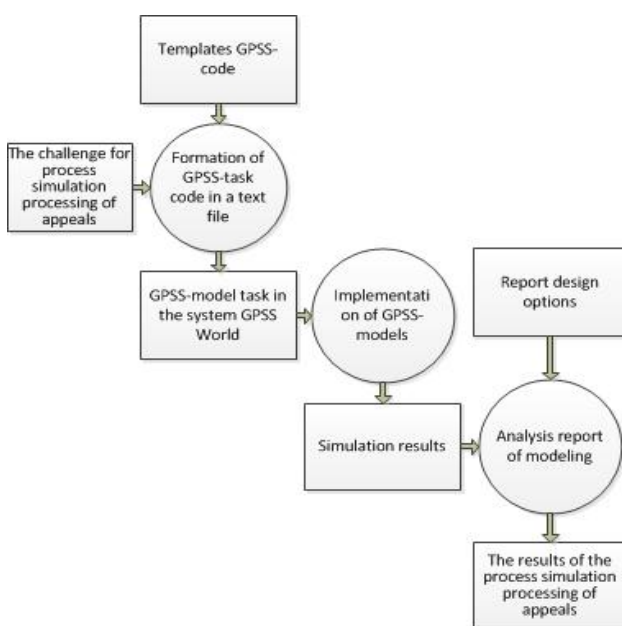 Templates GPSS-
code
The challenge for
process
simulation
processing of
appeals
Formation of
GPSS-task
code in a text
file
GPSS-model task in
the system GPSS
World
Implementati
on of GPSS-
models
Report design
options
Simulation results
Analysis report
of modeling
The results of the
process simulation
processing of
appeals